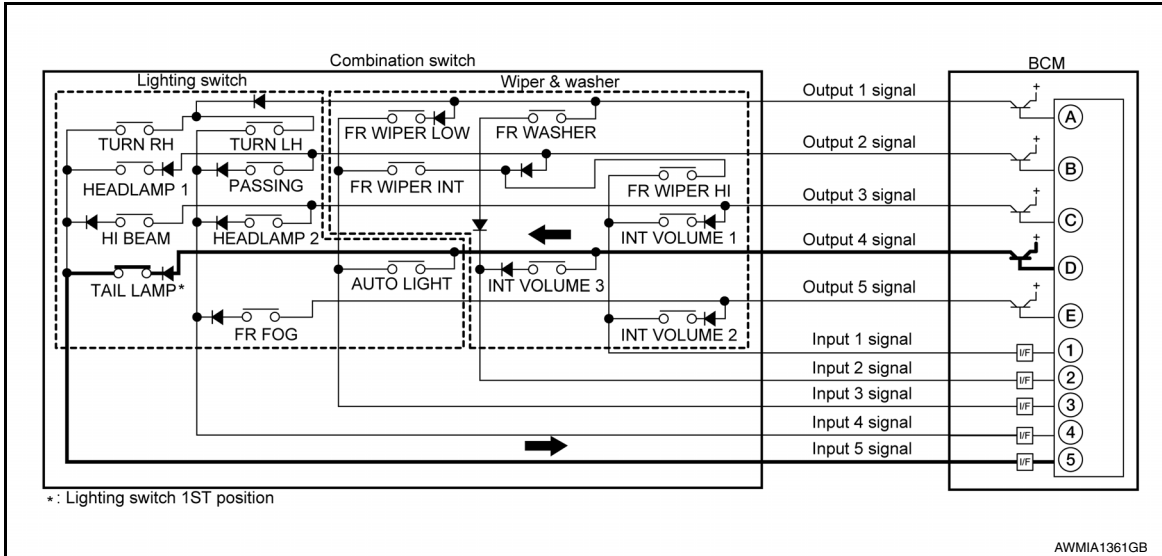 Combination switch
BCM
Lighting switch
Wiper & washer
Output 1 signal
+
A
TURN RH
TURN LH
FR WIPER LOW
FR WASHER
Output 2 signal
+
B
HEADLAMP 1
PASSING
FR WIPER INT
FR WIPER HI
Output 3 signal
+
C
HI BEAM
HEADLAMP 2
INT VOLUME 1
Output 4 signal
+
D
TAIL LAMP*
AUTO LIGHT
INT VOLUME 3
Output 5 signal
+
E
FR FOG
INT VOLUME 2
Input 1 signal
I/F
1
Input 2 signal
I/F
2
Input 3 signal
I/F
3
Input 4 signal
I/F
4
Input 5 signal
I/F
5
*: Lighting switch 1ST position
AWMIA1361GB